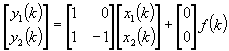 [y₁(k) y₂(k)] = [1 0; 1 −1] [x₁(k) x₂(k)] + [0 0] f(k)